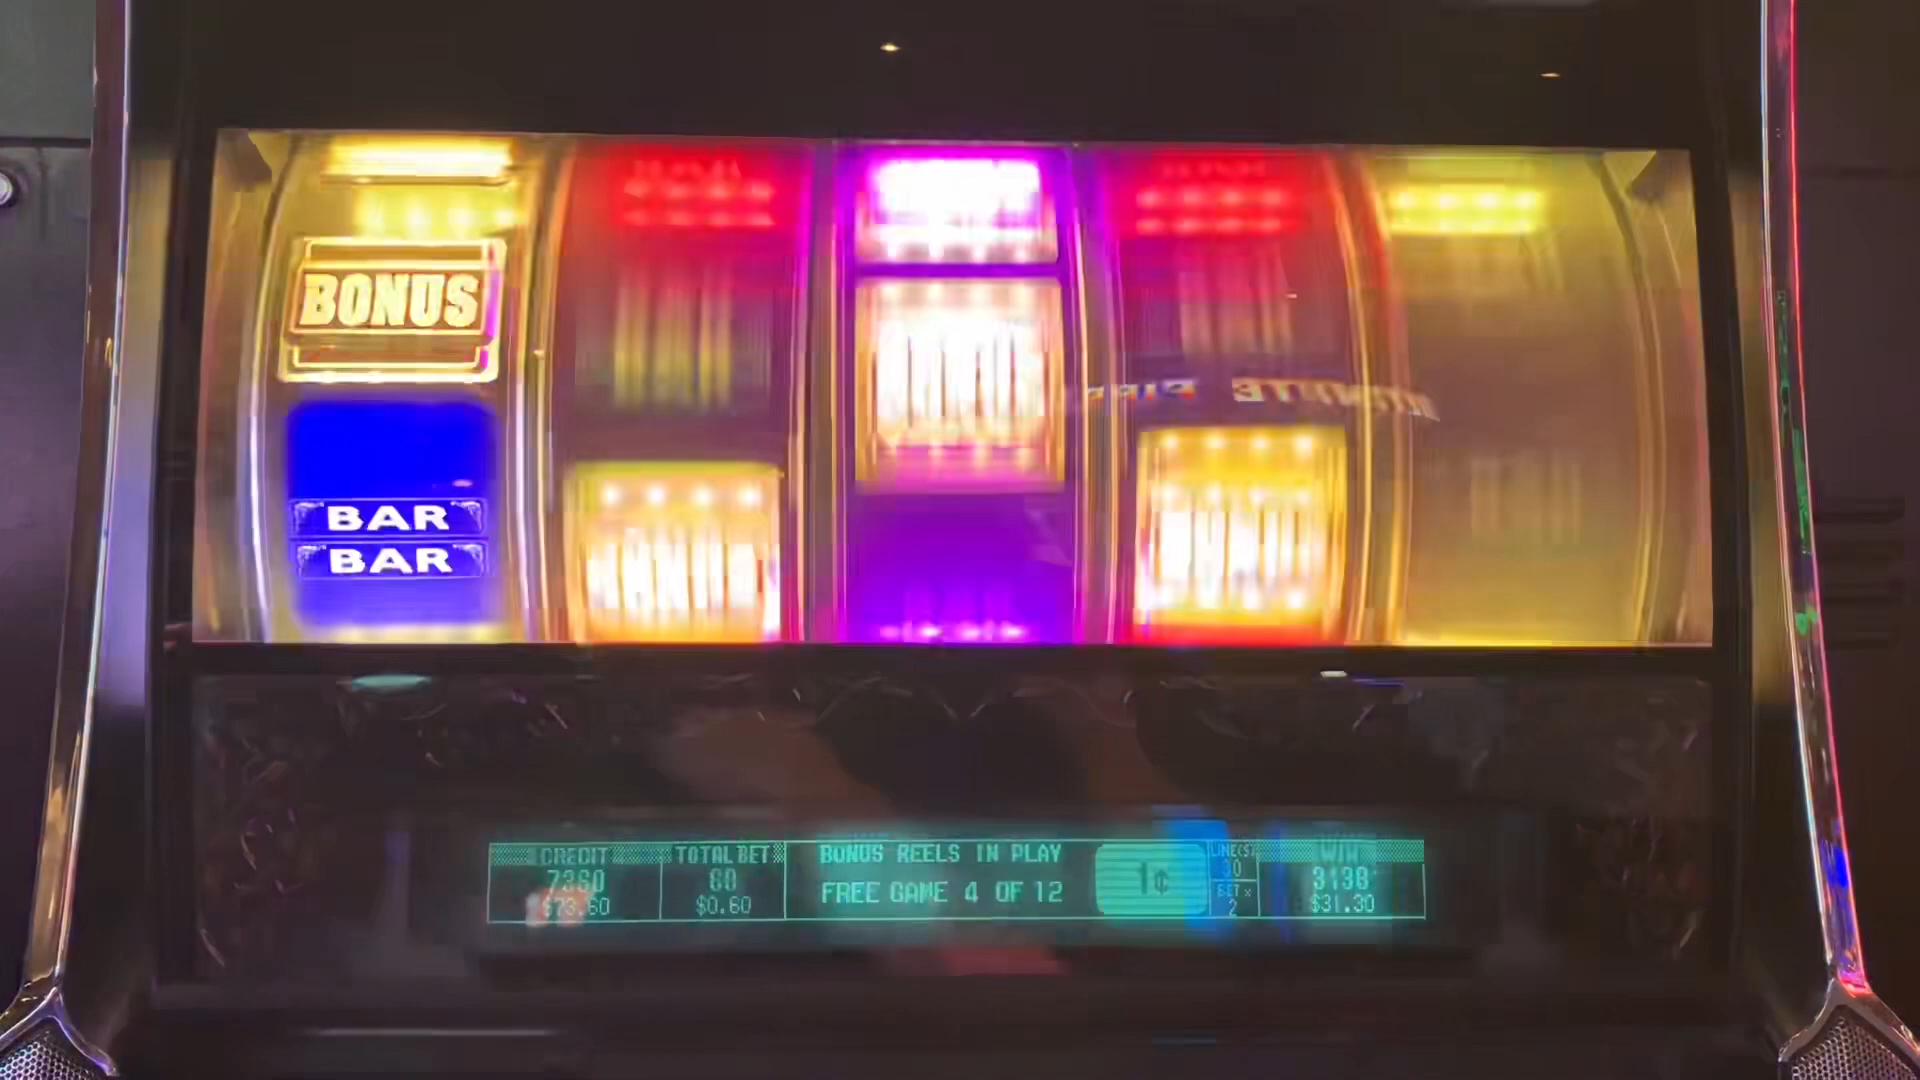 BONUS
BAR
BAR
CREDIT
7360
$73.60
TOTAL BET
60
$0.60
BONUS REELS IN PLAY
FREE GAME 4 OF 12
1¢
LINE(S)
30
BET x
2
WIN
$31.30